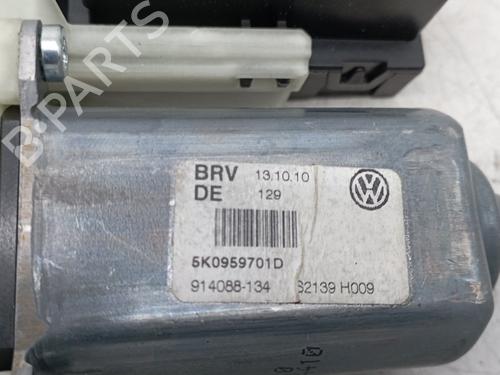 B-PARTS
BRV 13.10.10
DE 129
5K0959701D
914088-134 S2139 H009